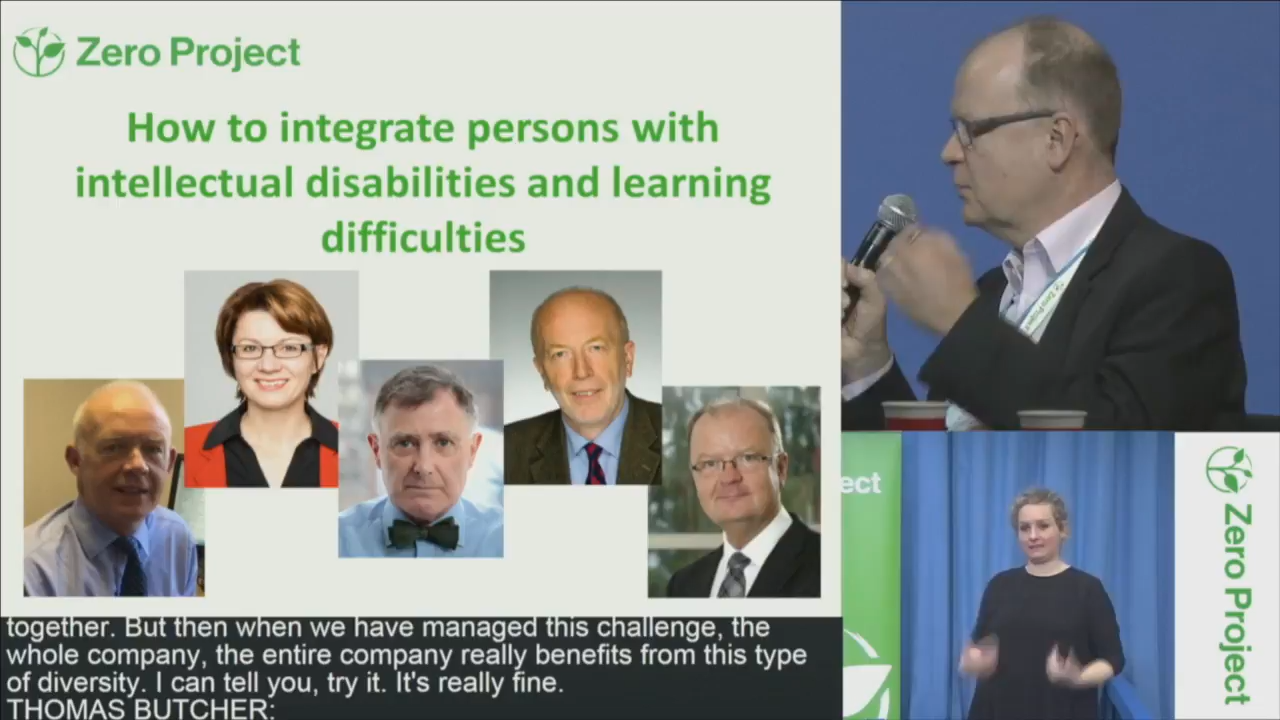 Zero Project
How to integrate persons with
intellectual disabilities and learning
difficulties
Zero Project
ect
Zero Project
together. But then when we have managed this challenge, the
whole company, the entire company really benefits from this type
of diversity. I can tell you, try it. It's really fine.
THOMAS BUTCHER: